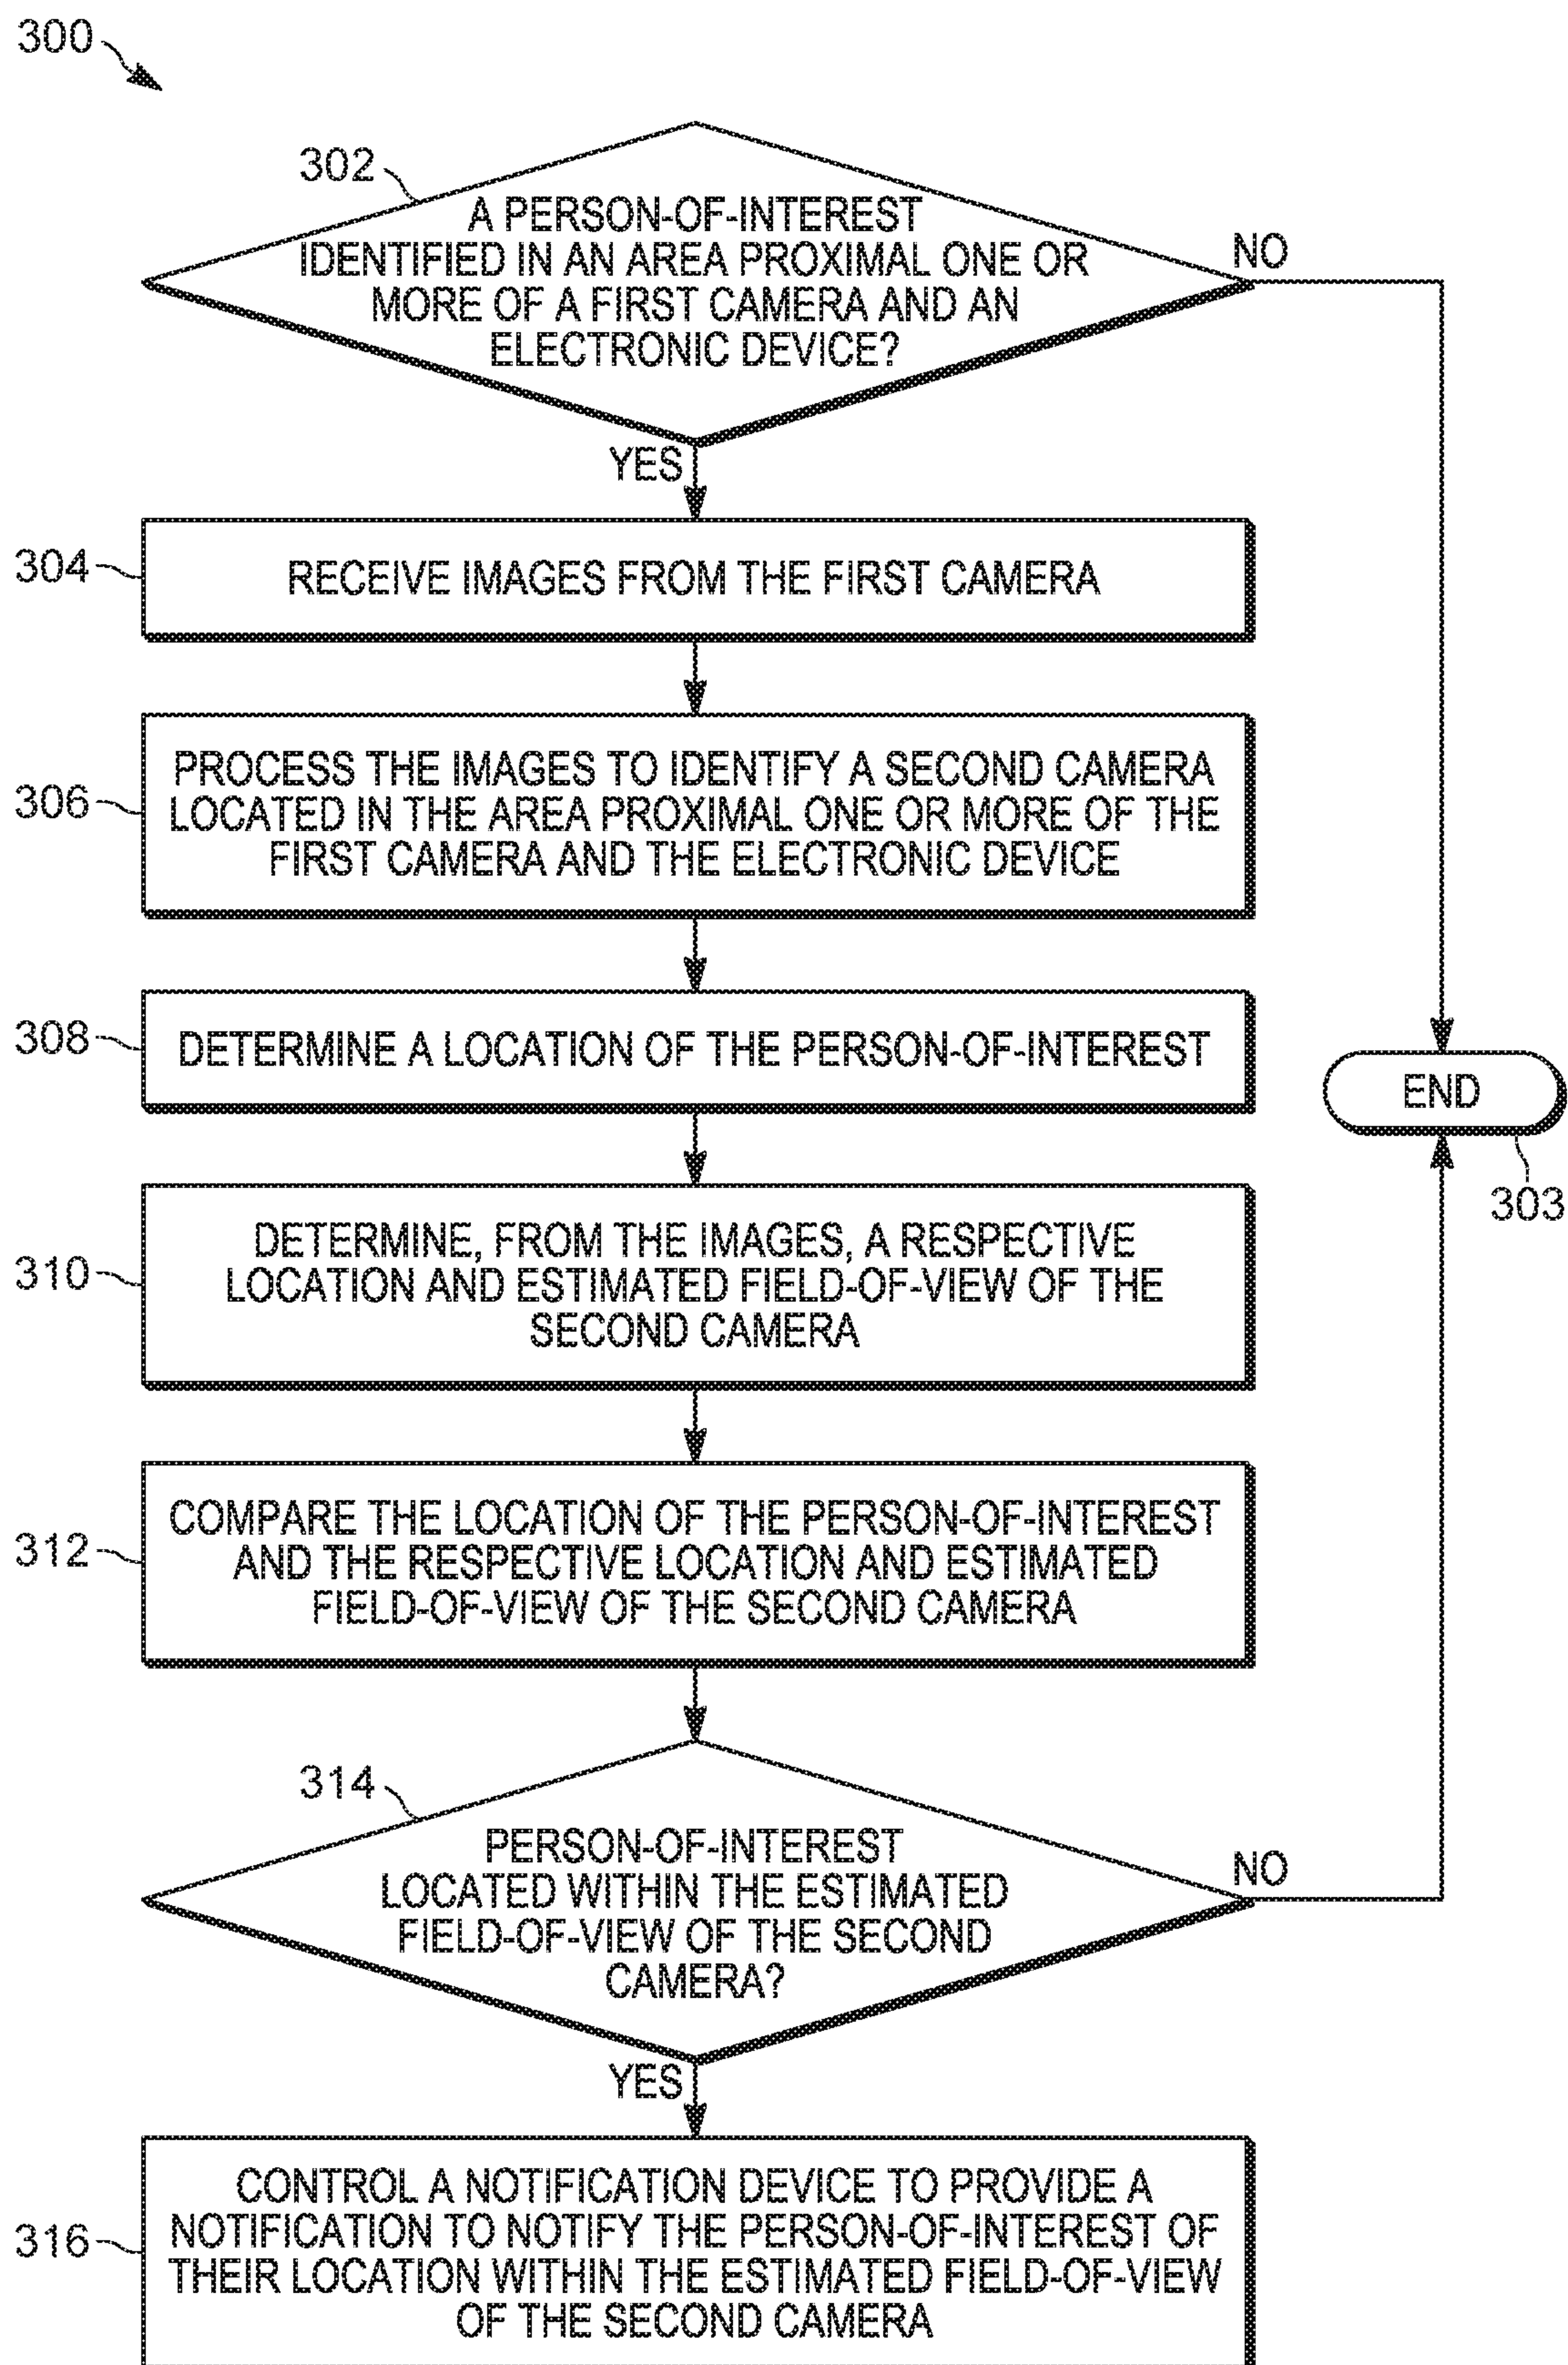 300
302
A PERSON-OF-INTEREST
IDENTIFIED IN AN AREA PROXIMAL ONE OR
MORE OF A FIRST CAMERA AND AN
ELECTRONIC DEVICE?
NO
YES
304
RECEIVE IMAGES FROM THE FIRST CAMERA
306
PROCESS THE IMAGES TO IDENTIFY A SECOND CAMERA
LOCATED IN THE AREA PROXIMAL ONE OR MORE OF THE
FIRST CAMERA AND THE ELECTRONIC DEVICE
308
DETERMINE A LOCATION OF THE PERSON-OF-INTEREST
END
303
310
DETERMINE, FROM THE IMAGES, A RESPECTIVE
LOCATION AND ESTIMATED FIELD-OF-VIEW OF THE
SECOND CAMERA
312
COMPARE THE LOCATION OF THE PERSON-OF-INTEREST
AND THE RESPECTIVE LOCATION AND ESTIMATED
FIELD-OF-VIEW OF THE SECOND CAMERA
314
PERSON-OF-INTEREST
LOCATED WITHIN THE ESTIMATED
FIELD-OF-VIEW OF THE SECOND
CAMERA?
NO
YES
316
CONTROL A NOTIFICATION DEVICE TO PROVIDE A
NOTIFICATION TO NOTIFY THE PERSON-OF-INTEREST OF
THEIR LOCATION WITHIN THE ESTIMATED FIELD-OF-VIEW
OF THE SECOND CAMERA